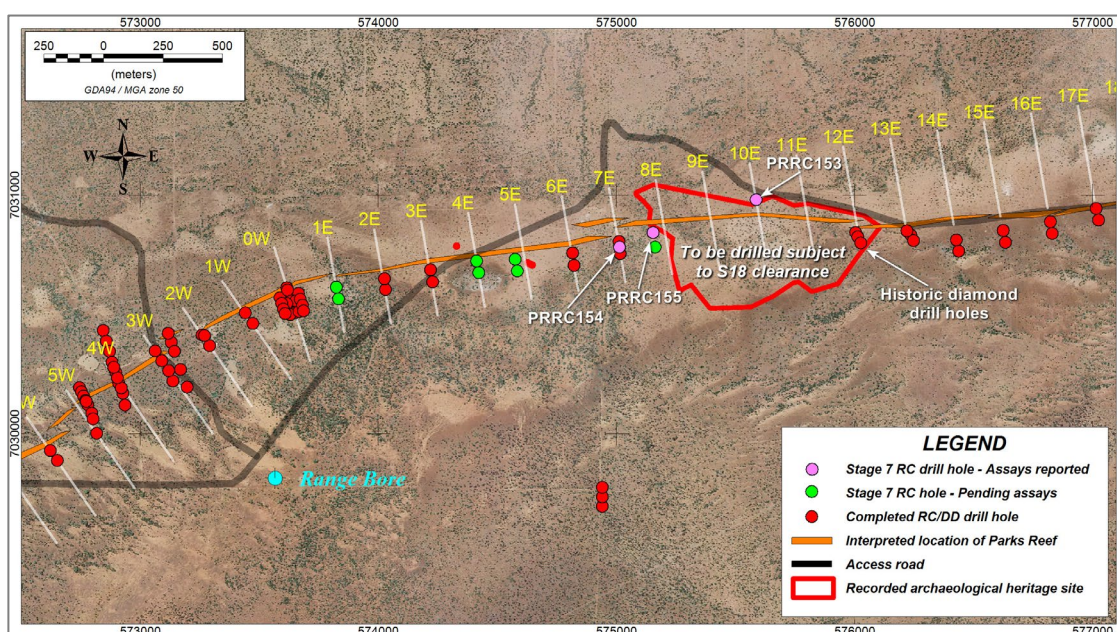 573000
574000
575000
576000
577000
250 0 250 500
(meters)
GDA94 / MGA zone 50
N
W E
S
7031000
7030000
5W
4W
3W
2W
1W
0W
1E
2E
3E
4E
5E
6E
7E
8E
9E
10E
11E
12E
13E
14E
15E
16E
17E
PRRC153
To be drilled subject
to S18 clearance
PRRC155
PRRC154
Historic diamond
drill holes
Range Bore
LEGEND
Stage 7 RC drill hole - Assays reported
Stage 7 RC hole - Pending assays
Completed RC/DD drill hole
Interpreted location of Parks Reef
Access road
Recorded archaeological heritage site
7031000
7030000
573000
574000
575000
576000
577000